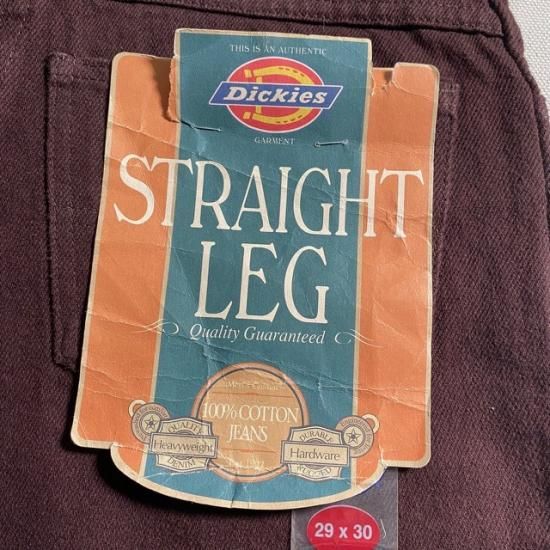 THIS IS AN AUTHENTIC
Dickies
GARMENT
STRAIGHT
LEG
Quality Guaranteed
100% COTTON
JEANS
QUALITY
Heavyweight
DENIM
DURABLE
Hardware
RUGGED
29 x 30